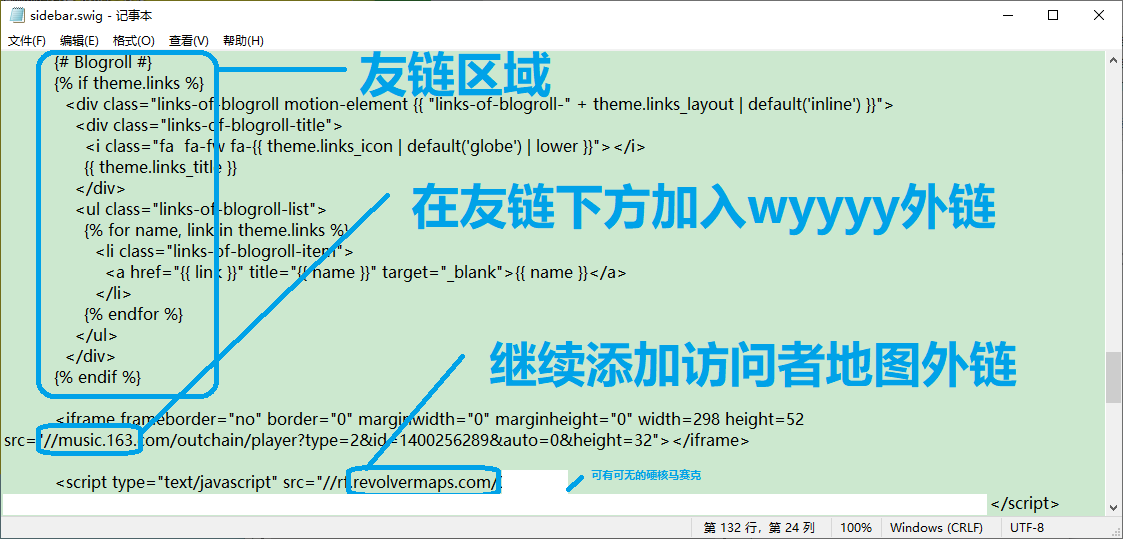 sidebar.swig - 记事本
文件(F) 编辑(E) 格式(O) 查看(V) 帮助(H)
{# Blogroll #}
友链区域
{% if theme.links %}
<div class="links-of-blogroll motion-element {{ "links-of-blogroll-" + theme.links_layout | default('inline') }}">
<div class="links-of-blogroll-title">
<i class="fa  fa-fw fa-{{ theme.links_icon | default('globe') | lower }}"></i>
{{ theme.links_title }}
</div>
在友链下方加入wyyyy外链
<ul class="links-of-blogroll-list">
{% for name, link in theme.links %}
<li class="links-of-blogroll-item">
<a href="{{ link }}" title="{{ name }}" target="_blank">{{ name }}</a>
</li>
{% endfor %}
</ul>
</div>
继续添加访问者地图外链
{% endif %}
<iframe frameborder="no" border="0" marginwidth="0" marginheight="0" width=298 height=52
src="//music.163.com/outchain/player?type=2&id=1400256289&auto=0&height=32"></iframe>
<script type="text/javascript" src="//rf.revolvermaps.com/
可有可无的硬核马赛克
></script>
第 132 行，第 24 列 100% Windows (CRLF) UTF-8